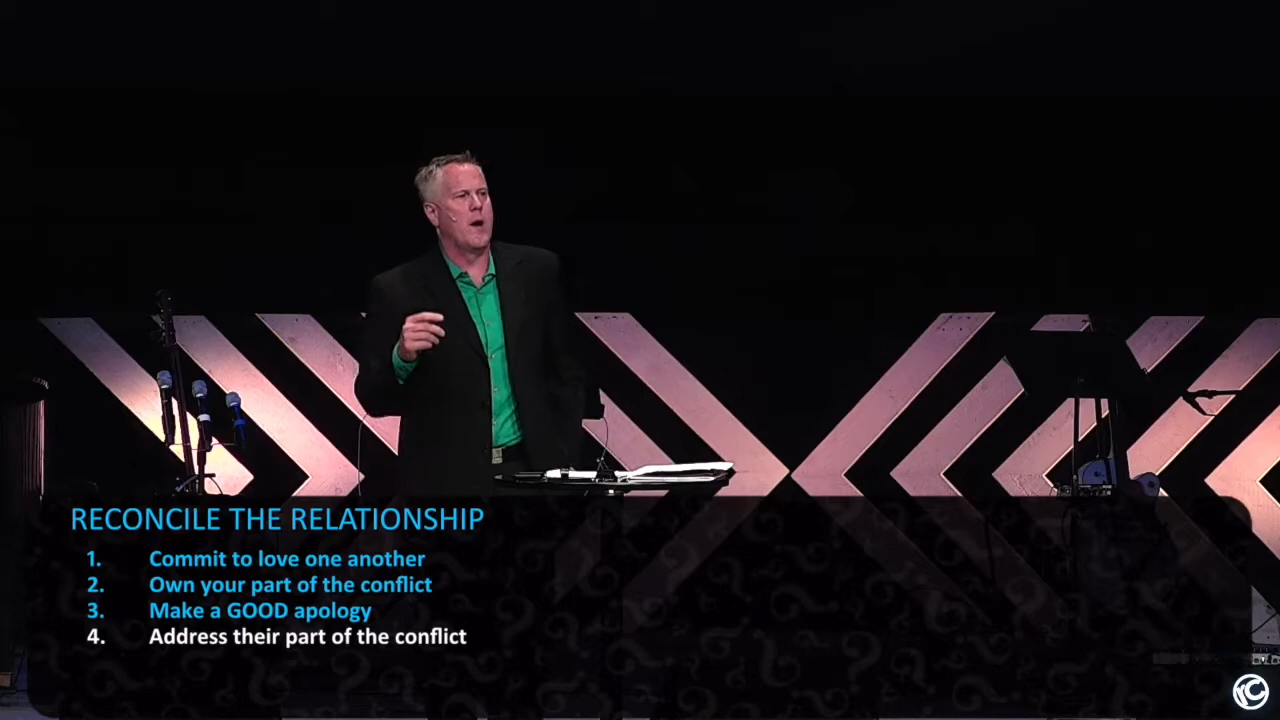 RECONCILE THE RELATIONSHIP
1. Commit to love one another
2. Own your part of the conflict
3. Make a GOOD apology
4. Address their part of the conflict
rc